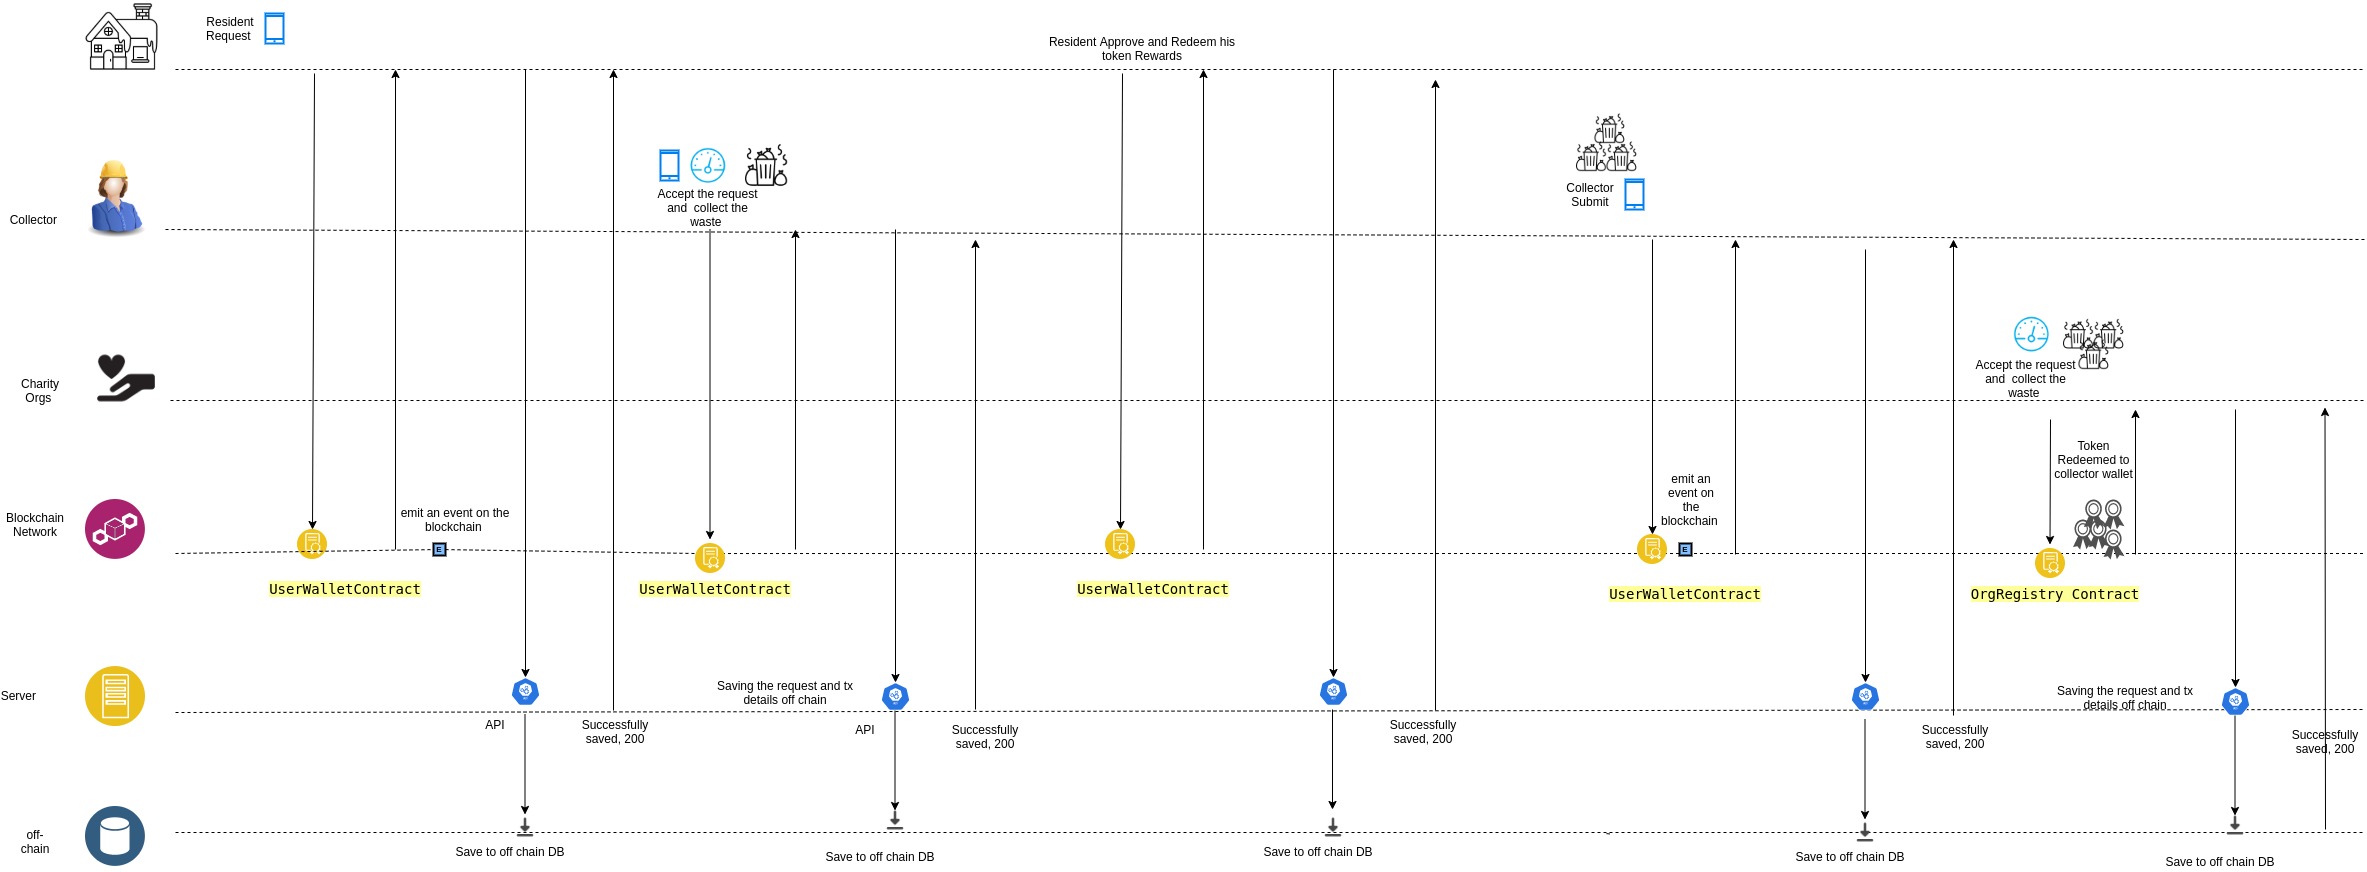 Resident
Request
Resident Approve and Redeem his
token Rewards
Collector
Accept the request
and collect the
waste
Collector
Submit
Charity
Orgs
Accept the request
and collect the
waste
Token
Redeemed to
collector wallet
Blockchain
Network
emit an event on the
blockchain
E
emit an
event on
the
blockchain
E
UserWalletContract
UserWalletContract
UserWalletContract
UserWalletContract
OrgRegistry Contract
Server
API
Successfully
saved, 200
Saving the request and tx
details off chain
API
Successfully
saved, 200
Successfully
saved, 200
Successfully
saved, 200
Saving the request and tx
details off chain
Successfully
saved, 200
off-
chain
Save to off chain DB
Save to off chain DB
Save to off chain DB
Save to off chain DB
Save to off chain DB